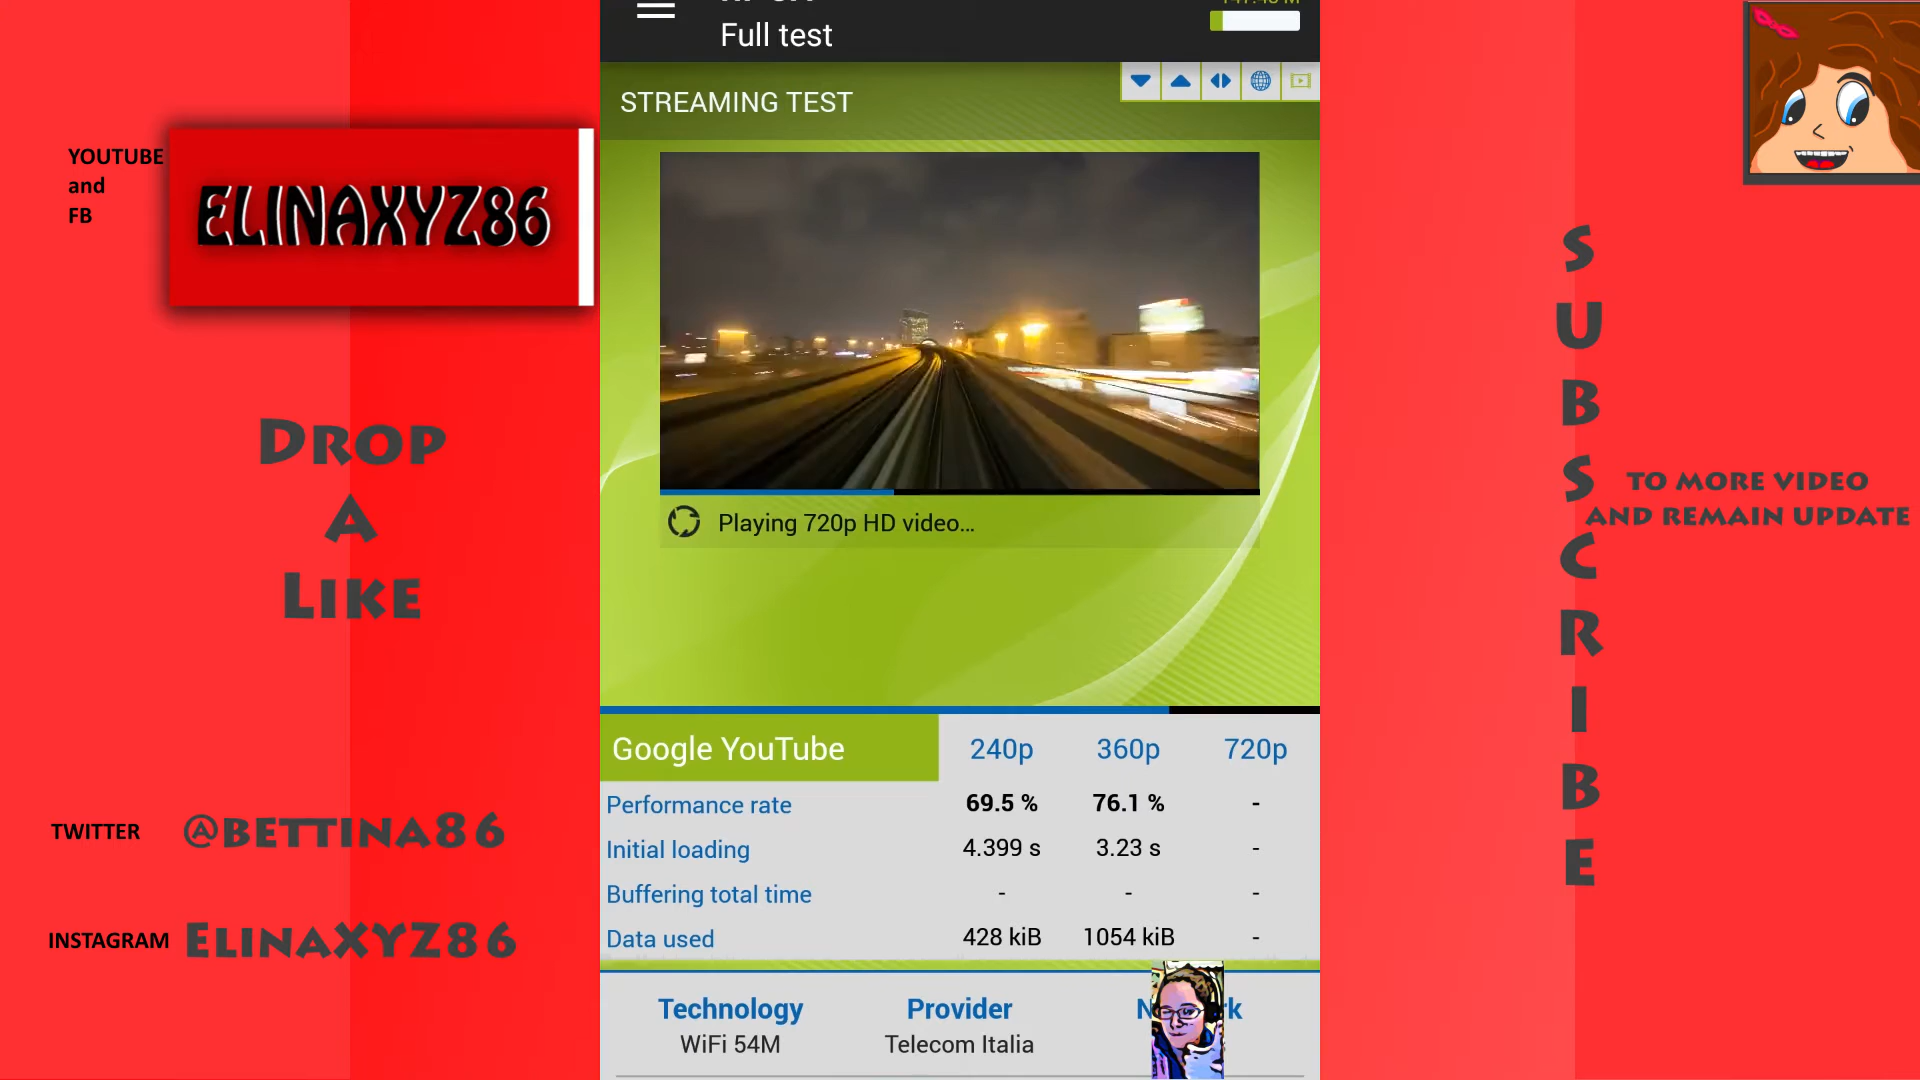 Full test
STREAMING TEST
YOUTUBE
and
FB
ELINAXYZ86
DROP
A
LIKE
SUBSCRIBE
TO MORE VIDEO
AND REMAIN UPDATE
Playing 720p HD video...
Google YouTube 240p 360p 720p
Performance rate 69.5 % 76.1 % -
Initial loading 4.399 s 3.23 s -
Buffering total time - - -
Data used 428 kiB 1054 kiB -
TWITTER @BETTINA86
INSTAGRAM ELINAXYZ86
Technology Provider
WiFi 54M Telecom Italia